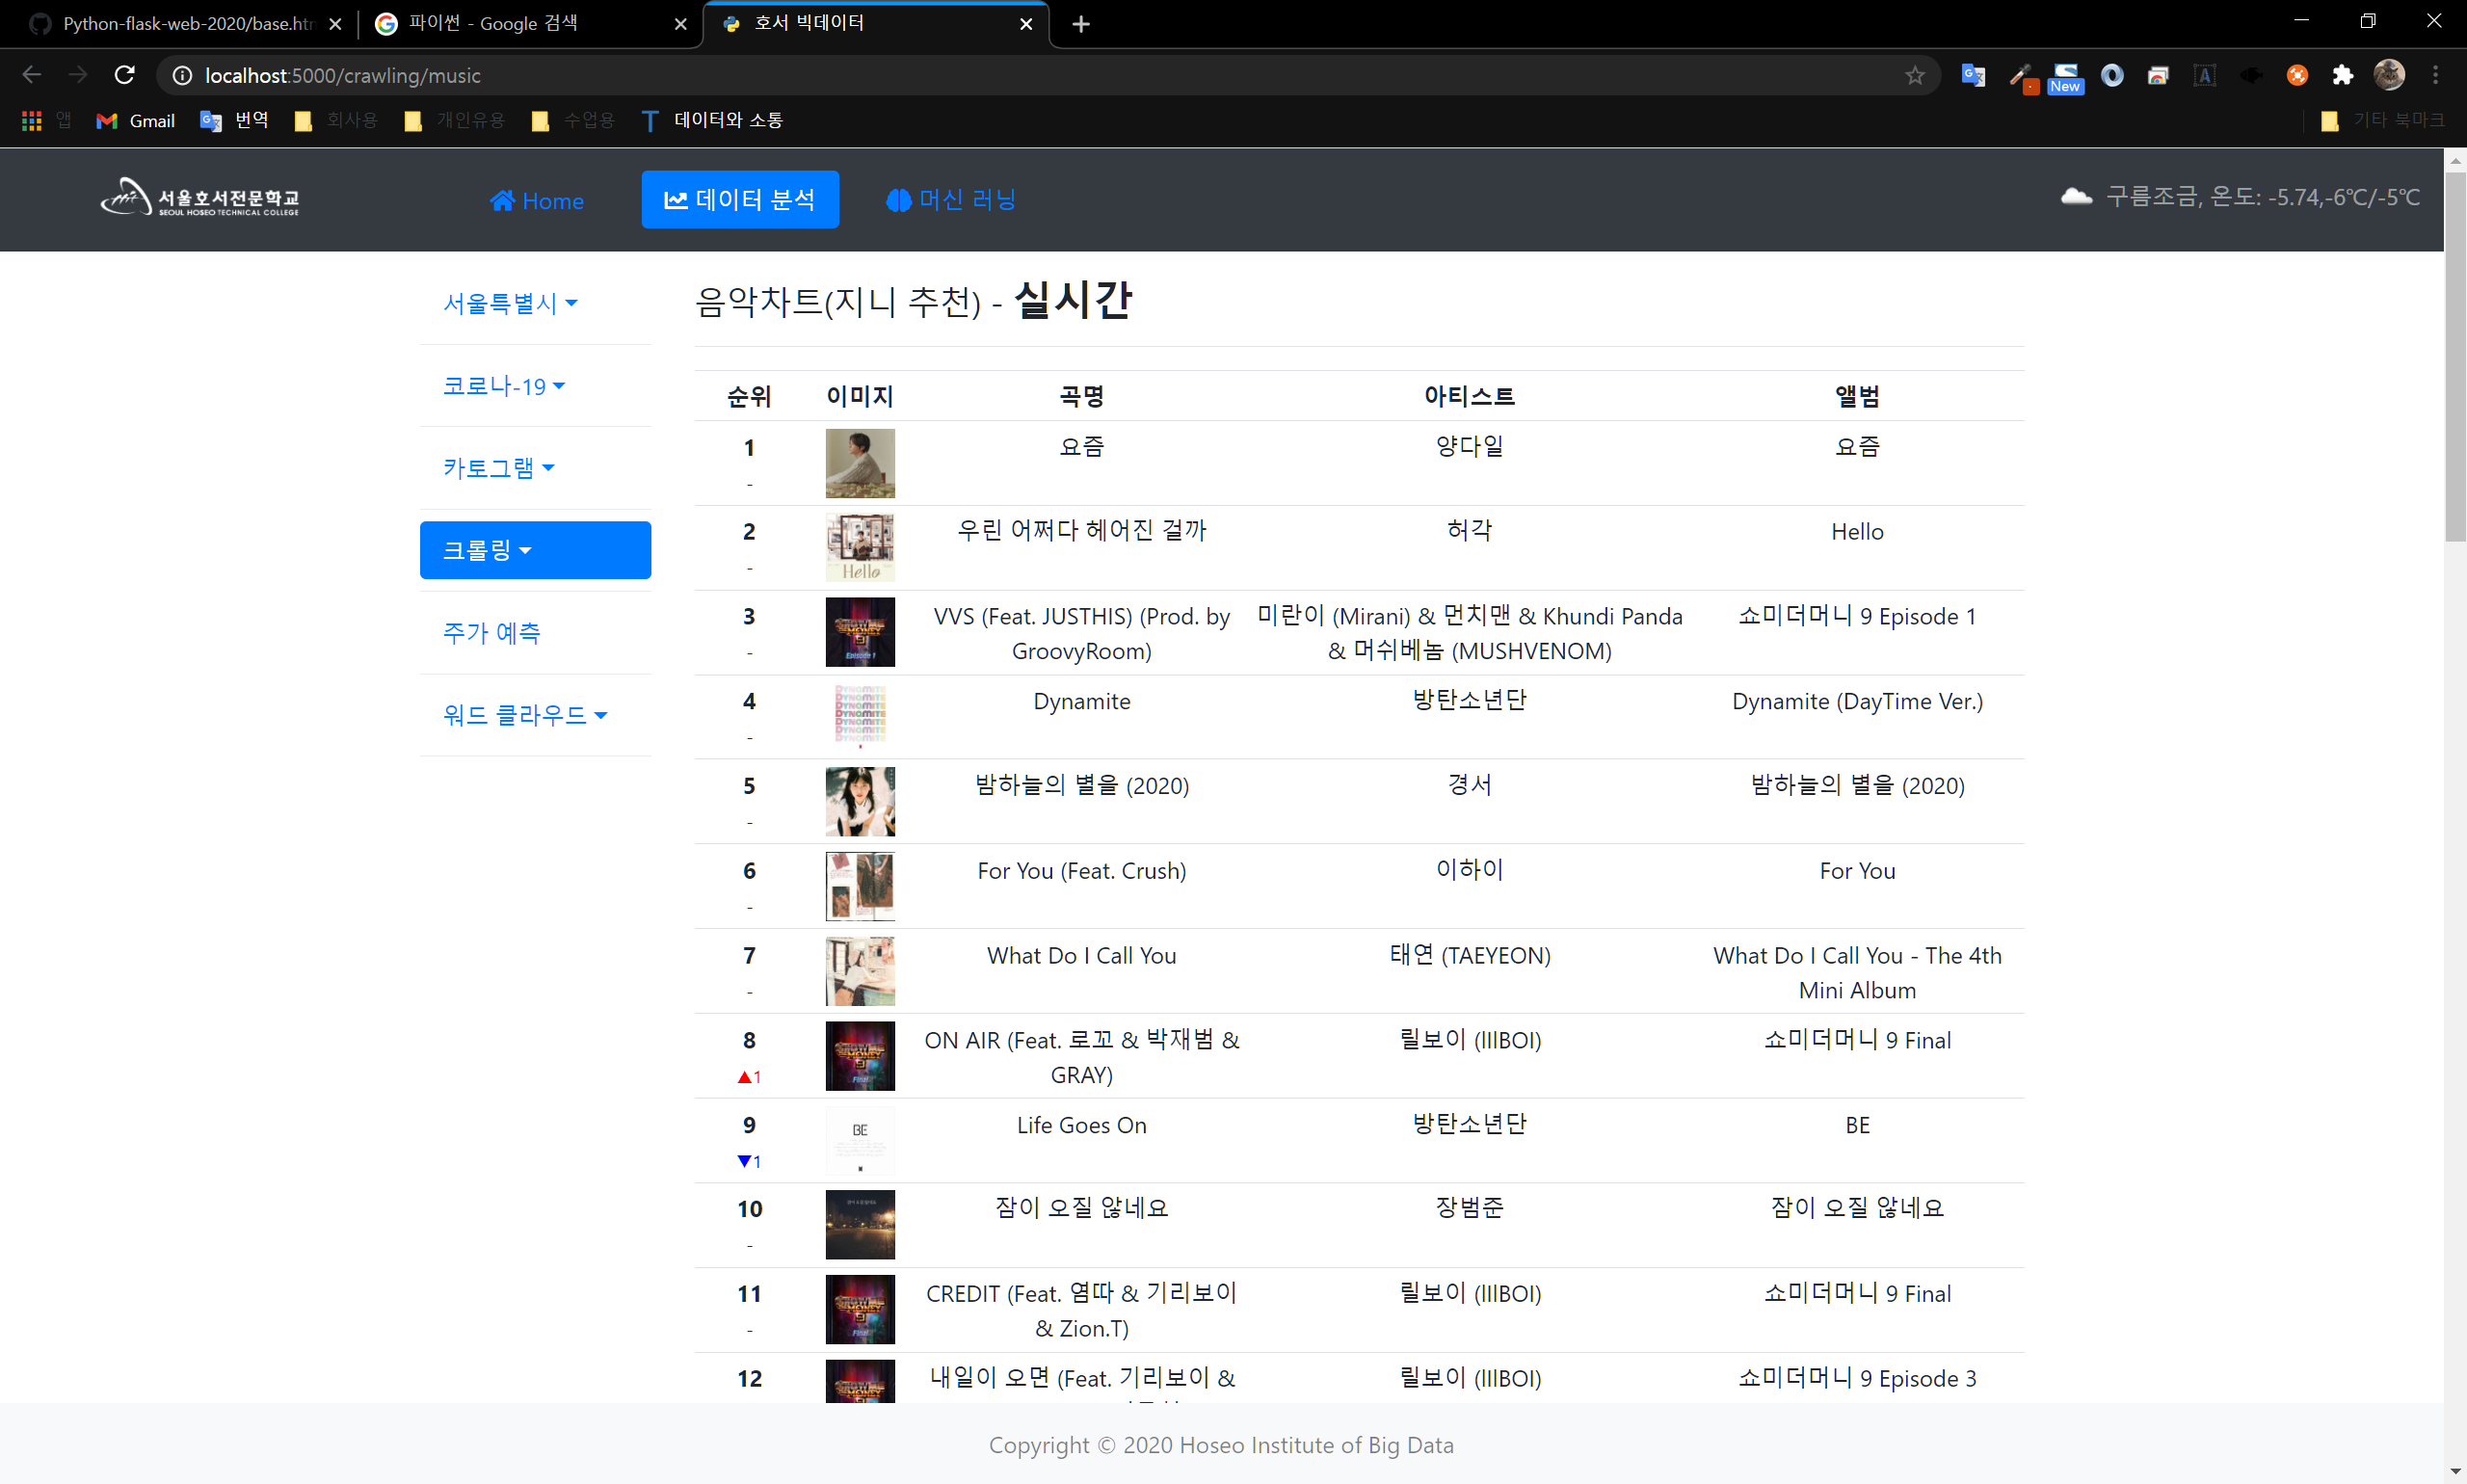 Python-flask-web-2020/base.htm
파이썬 - Google 검색
호서 빅데이터
localhost:5000/crawling/music
New
앱
Gmail
번역
회사용
개인유용
수업용
데이터와 소통
기타 북마크
서울호서전문학교
SEOUL HOSEO TECHNICAL COLLEGE
Home
데이터 분석
머신 러닝
구름조금, 온도: -5.74,-6℃/-5℃
서울특별시
코로나-19
카토그램
크롤링
주가 예측
워드 클라우드
음악차트(지니 추천) - 실시간
순위 이미지 곡명 아티스트 앨범
1 요즘 양다일 요즘
-
2 우린 어쩌다 헤어진 걸까 허각 Hello
-
Hello
3 VVS (Feat. JUSTHIS) (Prod. by 미란이 (Mirani) & 먼치맨 & Khundi Panda 쇼미더머니 9 Episode 1
- GroovyRoom) & 머쉬베놈 (MUSHVENOM)
Episode 1
4 Dynamite 방탄소년단 Dynamite (DayTime Ver.)
-
5 밤하늘의 별을 (2020) 경서 밤하늘의 별을 (2020)
-
6 For You (Feat. Crush) 이하이 For You
-
7 What Do I Call You 태연 (TAEYEON) What Do I Call You - The 4th
- Mini Album
8 ON AIR (Feat. 로꼬 & 박재범 & 릴보이 (lIlBOI) 쇼미더머니 9 Final
▲1 GRAY)
9 BE Life Goes On 방탄소년단 BE
▼1
10 잠이 오질 않네요 장범준 잠이 오질 않네요
-
11 CREDIT (Feat. 염따 & 기리보이 릴보이 (lIlBOI) 쇼미더머니 9 Final
- & Zion.T)
12 내일이 오면 (Feat. 기리보이 & 릴보이 (lIlBOI) 쇼미더머니 9 Episode 3
Copyright © 2020 Hoseo Institute of Big Data